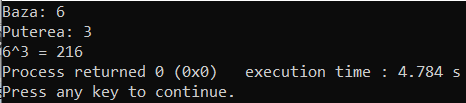 Baza: 6
Puterea: 3
6^3 = 216
Process returned 0 (0x0)   execution time : 4.784 s
Press any key to continue.